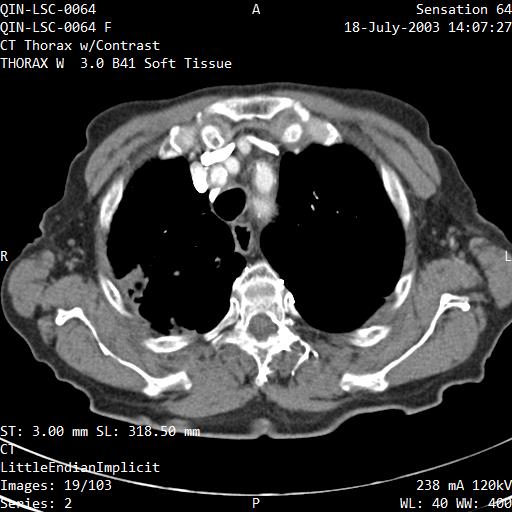 QIN-LSC-0064
A
Sensation 64
QIN-LSC-0064 F
18-July-2003 14:07:27
CT Thorax w/Contrast
THORAX W  3.0 B41 Soft Tissue
R
L
ST: 3.00 mm SL: 318.50 mm
CT
LittleEndianImplicit
Images: 19/103
238 mA 120kV
Series: 2
P
WL: 40 WW: 400